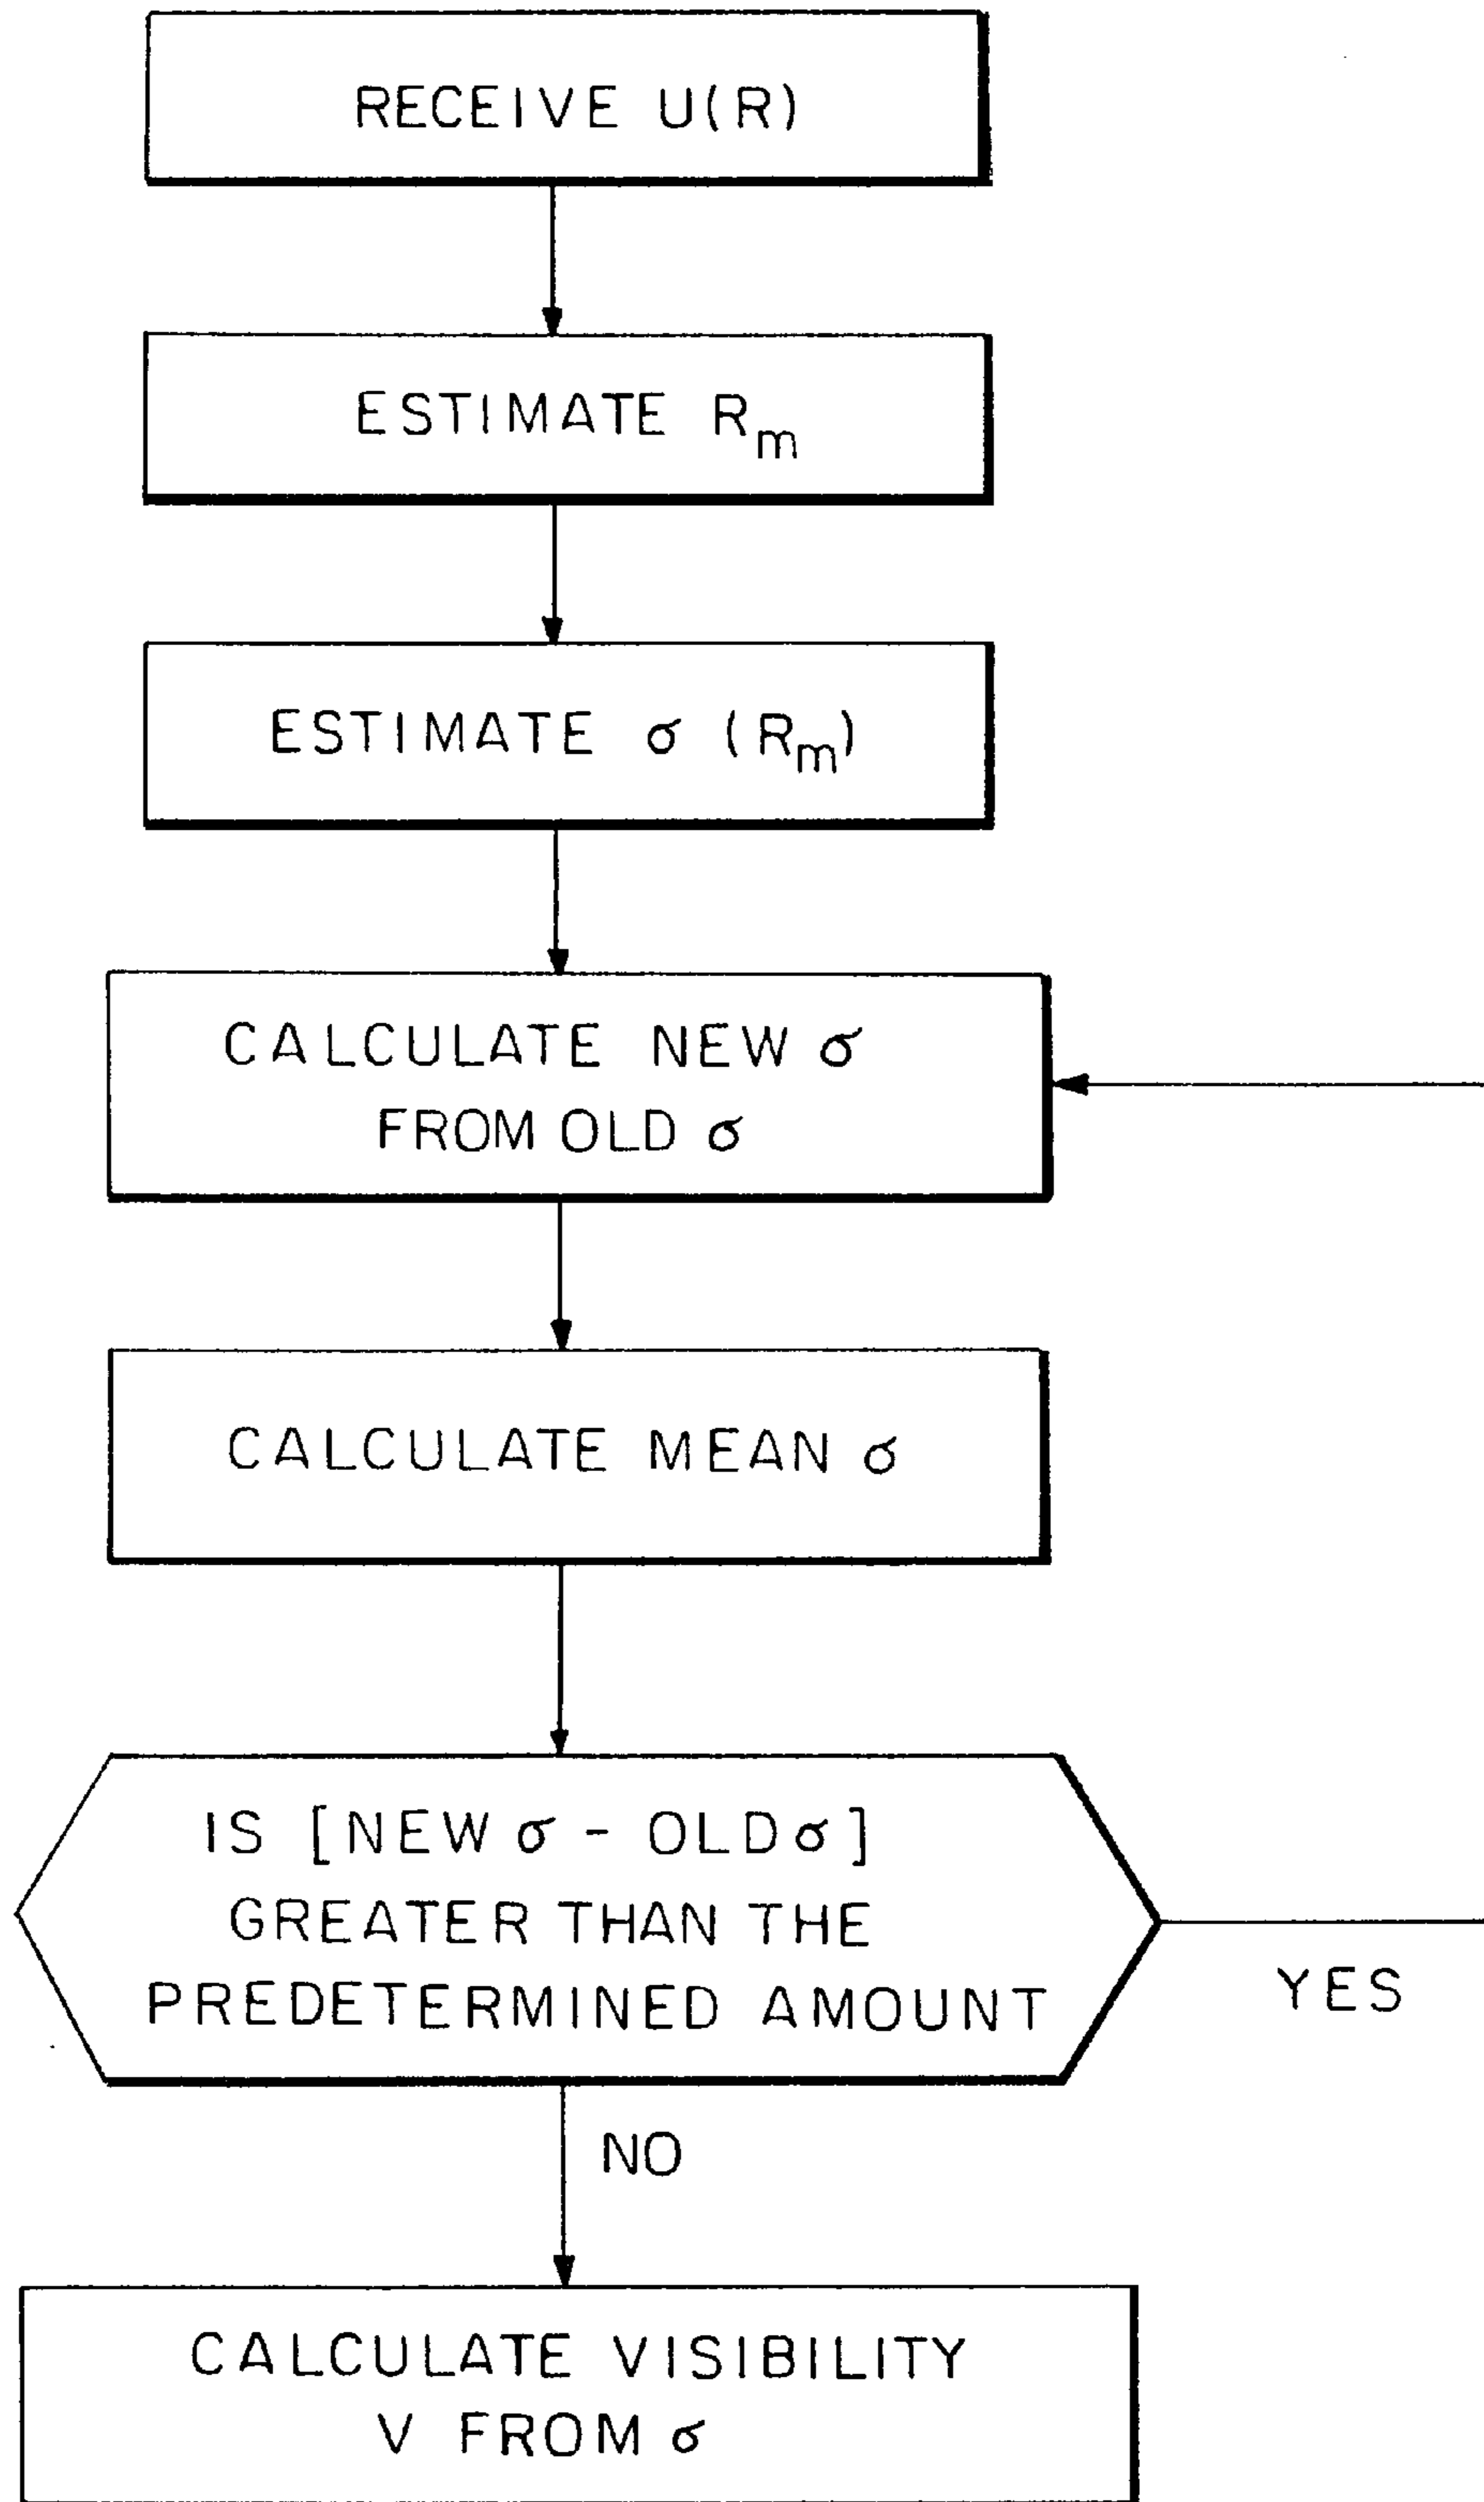 RECEIVE U(R)
ESTIMATE Rm
ESTIMATE σ (Rm)
CALCULATE NEW σ
FROM OLD σ
CALCULATE MEAN σ
IS [NEW σ - OLD σ]
GREATER THAN THE
PREDETERMINED AMOUNT
YES
NO
CALCULATE VISIBILITY
V FROM σ